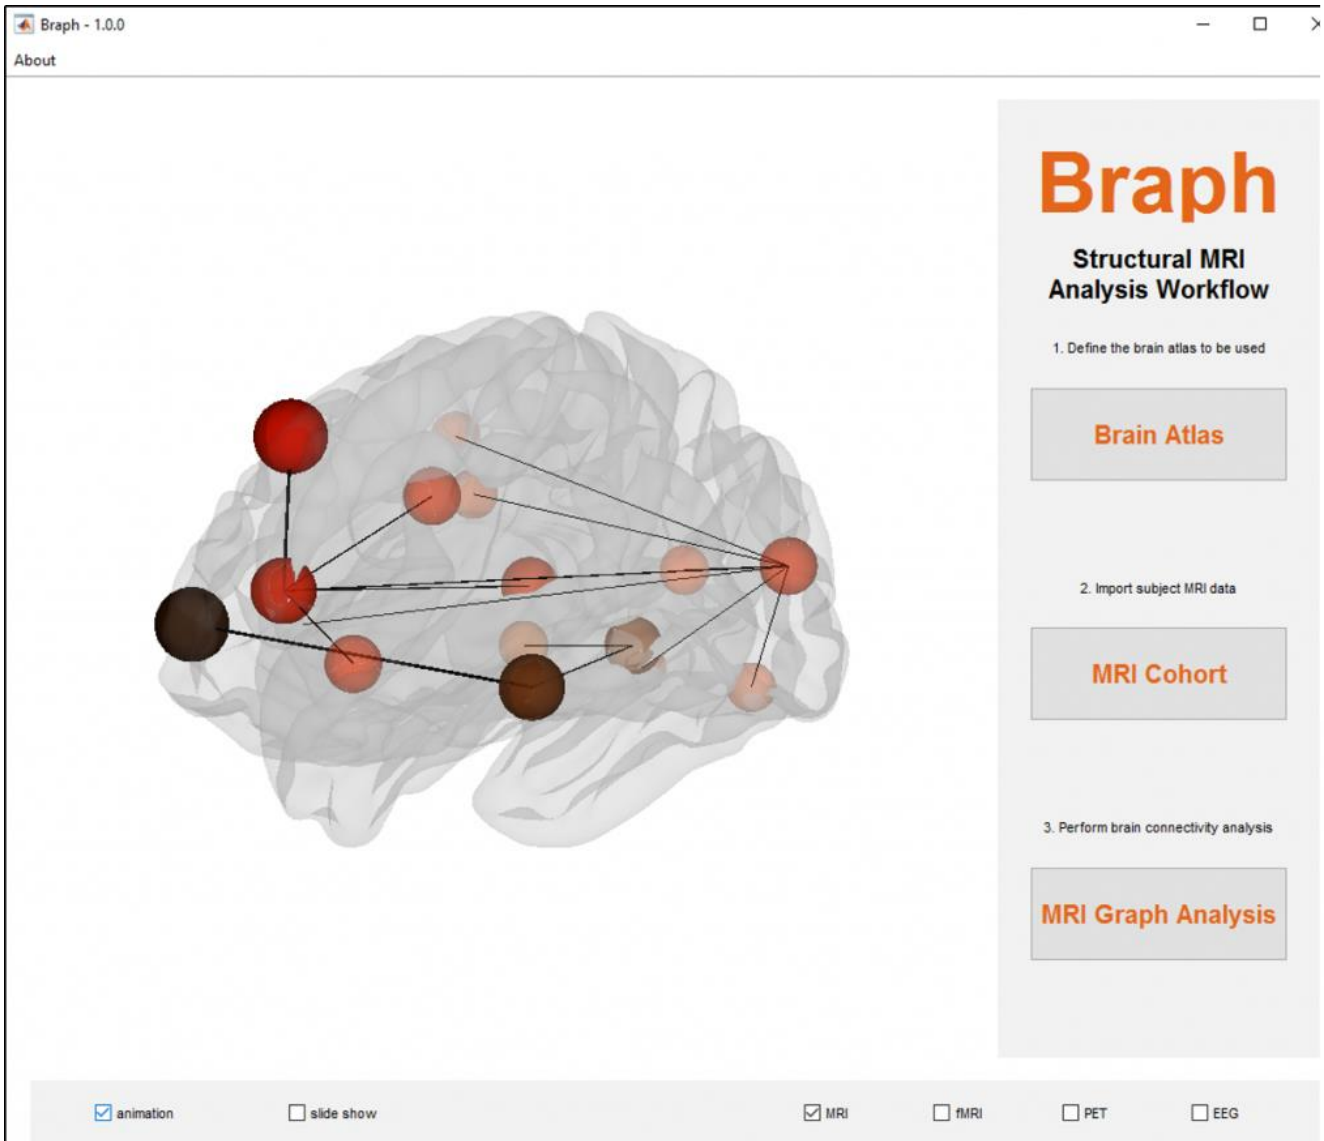 Braph - 1.0.0
About
Braph
Structural MRI
Analysis Workflow
1. Define the brain atlas to be used
Brain Atlas
2. Import subject MRI data
MRI Cohort
3. Perform brain connectivity analysis
MRI Graph Analysis
animation
slide show
MRI
fMRI
PET
EEG